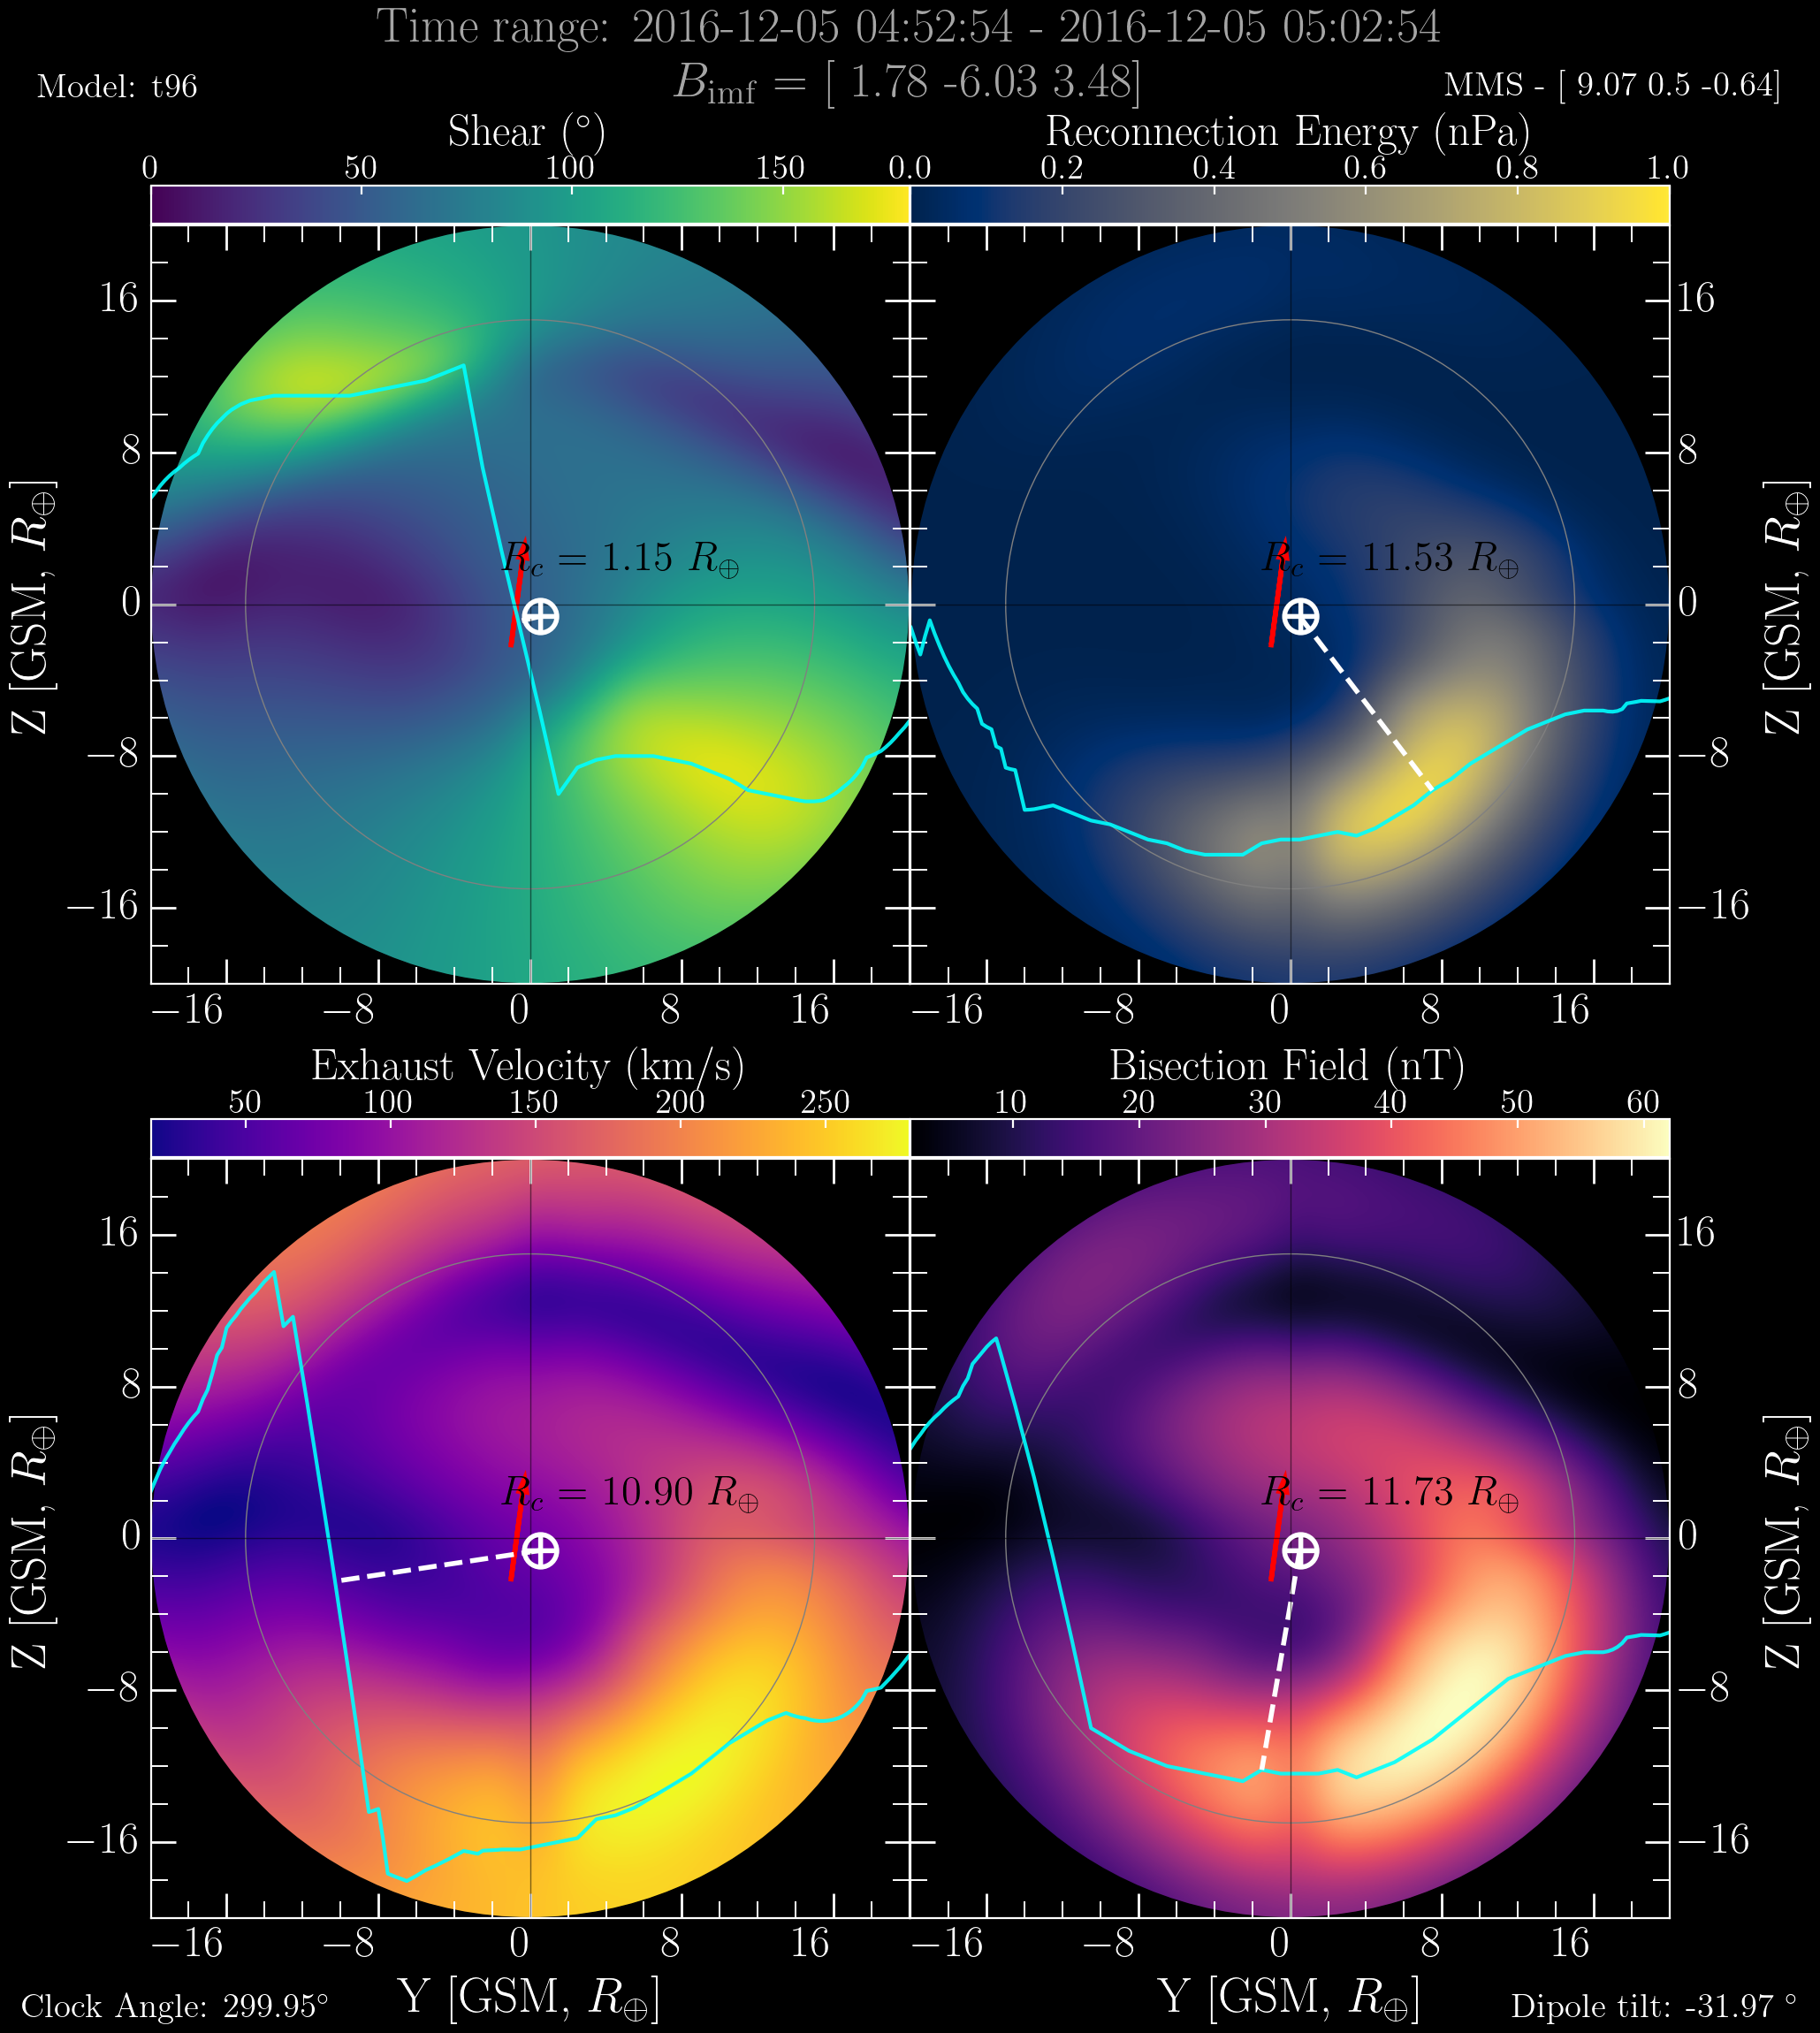 Time range: 2016-12-05 04:52:54 - 2016-12-05 05:02:54
Model: t96
B_imf = [ 1.78 -6.03 3.48]
MMS - [ 9.07 0.5 -0.64]
Shear (°)
Reconnection Energy (nPa)
0 50 100 150
0.0 0.2 0.4 0.6 0.8 1.0
16
8
0
−8
−16
Z [GSM, R⊕]
R_c = 1.15 R⊕
R_c = 11.53 R⊕
16
8
0
−8
−16
Z [GSM, R⊕]
−16 −8 0 8 16
−16 −8 0 8 16
Exhaust Velocity (km/s)
Bisection Field (nT)
50 100 150 200 250
10 20 30 40 50 60
16
8
0
−8
−16
Z [GSM, R⊕]
R_c = 10.90 R⊕
R_c = 11.73 R⊕
16
8
0
−8
−16
Z [GSM, R⊕]
−16 −8 0 8 16
−16 −8 0 8 16
Y [GSM, R⊕]
Y [GSM, R⊕]
Clock Angle: 299.95°
Dipole tilt: -31.97 °